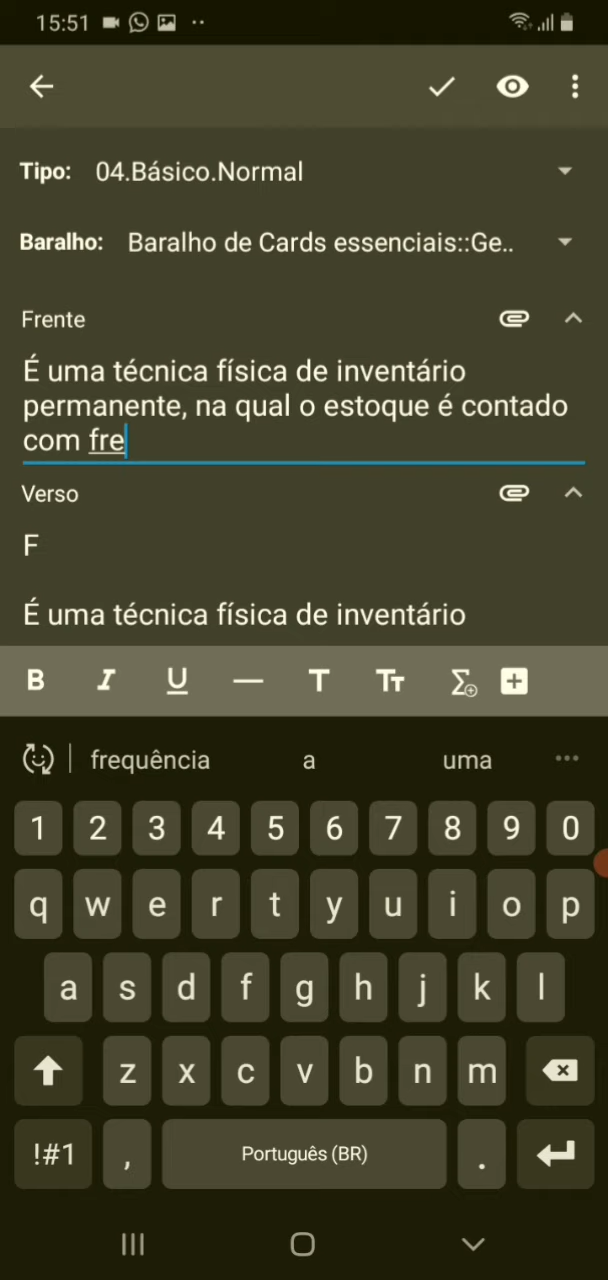 15:51
Tipo: 04.Básico.Normal
Baralho: Baralho de Cards essenciais::Ge..
Frente
É uma técnica física de inventário
permanente, na qual o estoque é contado
com fre
Verso
F
É uma técnica física de inventário
B I U T TT
frequência a uma
1 2 3 4 5 6 7 8 9 0
q w e r t y u i o p
a s d f g h j k l
z x c v b n m
!#1 , Português (BR) .